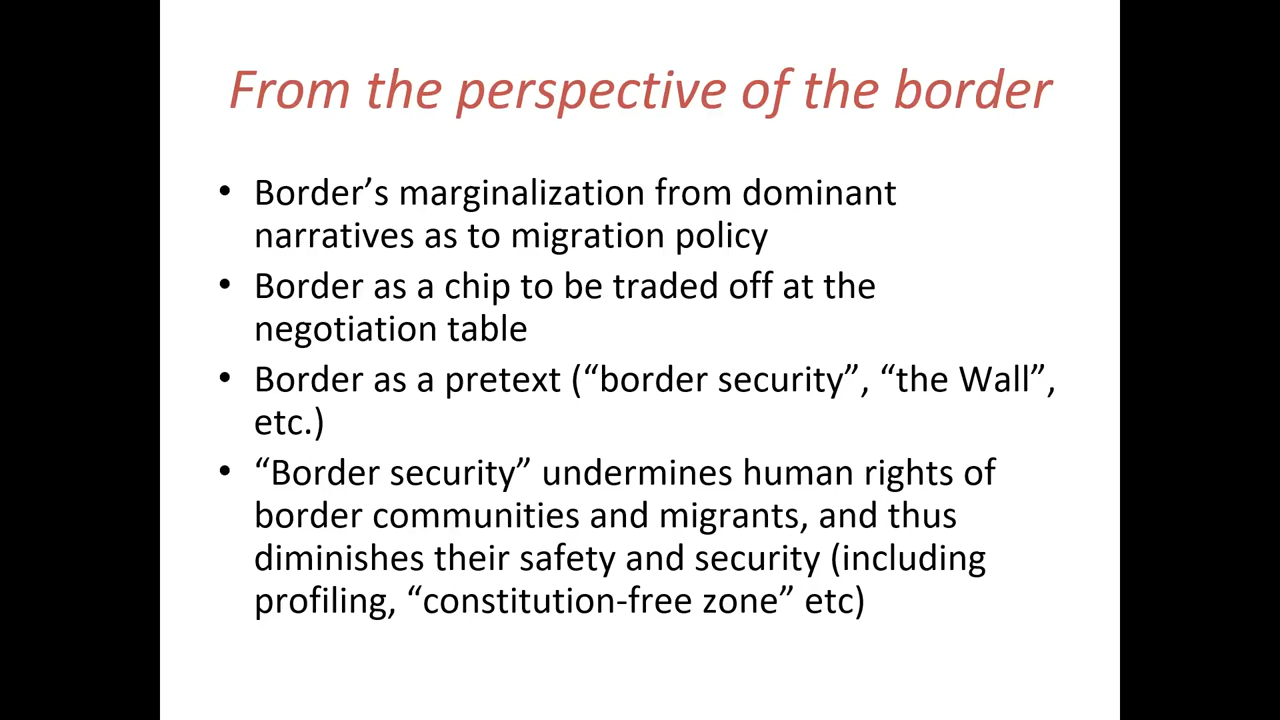 From the perspective of the border
• Border’s marginalization from dominant
narratives as to migration policy
• Border as a chip to be traded off at the
negotiation table
• Border as a pretext (“border security”, “the Wall”,
etc.)
• “Border security” undermines human rights of
border communities and migrants, and thus
diminishes their safety and security (including
profiling, “constitution-free zone” etc)